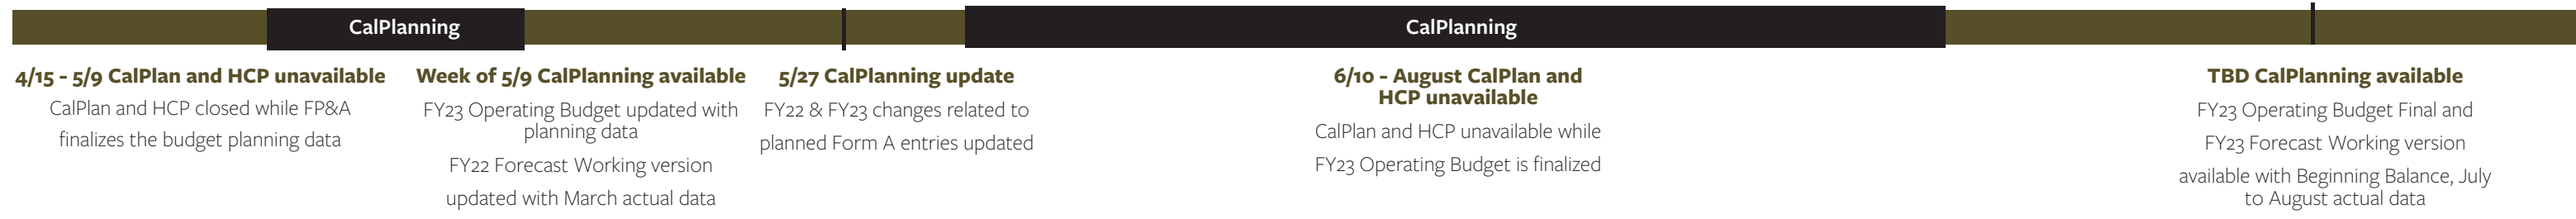 CalPlanning
CalPlanning
4/15 - 5/9 CalPlan and HCP unavailable
CalPlan and HCP closed while FP&A
finalizes the budget planning data
Week of 5/9 CalPlanning available
FY23 Operating Budget updated with
planning data
FY22 Forecast Working version
updated with March actual data
5/27 CalPlanning update
FY22 & FY23 changes related to
planned Form A entries updated
6/10 - August CalPlan and
HCP unavailable
CalPlan and HCP unavailable while
FY23 Operating Budget is finalized
TBD CalPlanning available
FY23 Operating Budget Final and
FY23 Forecast Working version
available with Beginning Balance, July
to August actual data